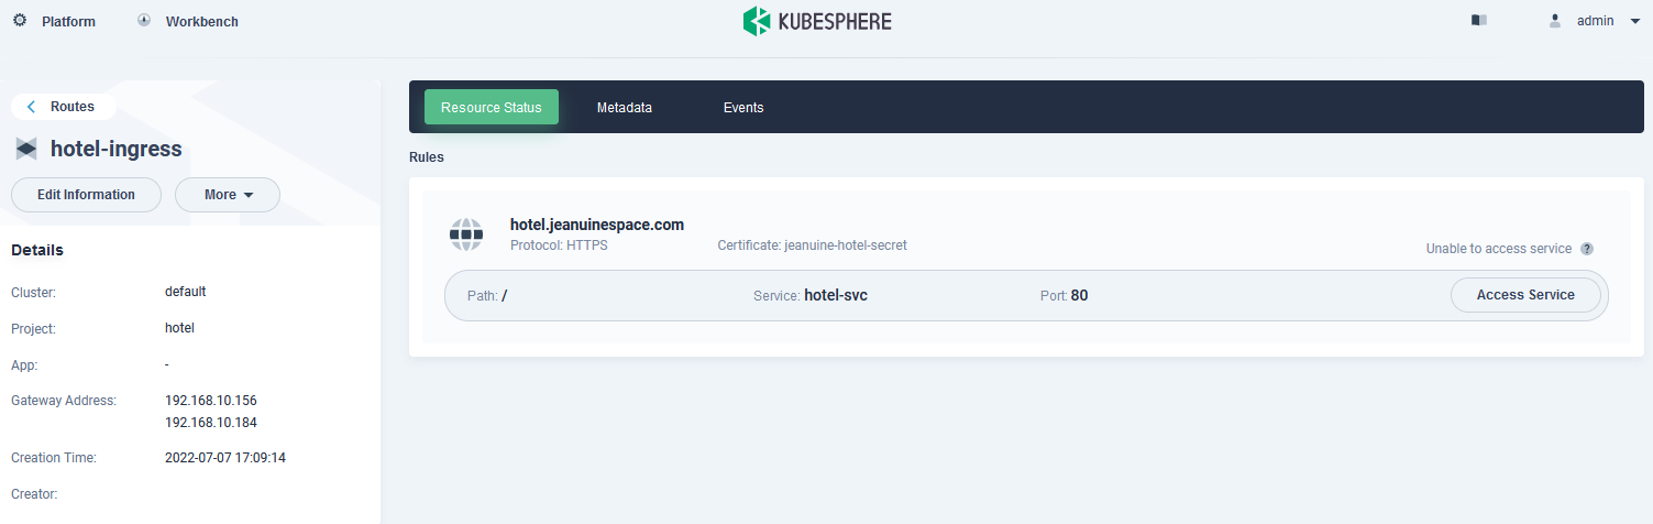 Platform Workbench KUBESPHERE admin
Routes
hotel-ingress
Edit Information More
Details
Cluster: default
Project: hotel
App: -
Gateway Address: 192.168.10.156
192.168.10.184
Creation Time: 2022-07-07 17:09:14
Creator:
Resource Status Metadata Events
Rules
hotel.jeanuinespace.com
Protocol: HTTPS Certificate: jeanuine-hotel-secret Unable to access service ?
Path: / Service: hotel-svc Port: 80 Access Service